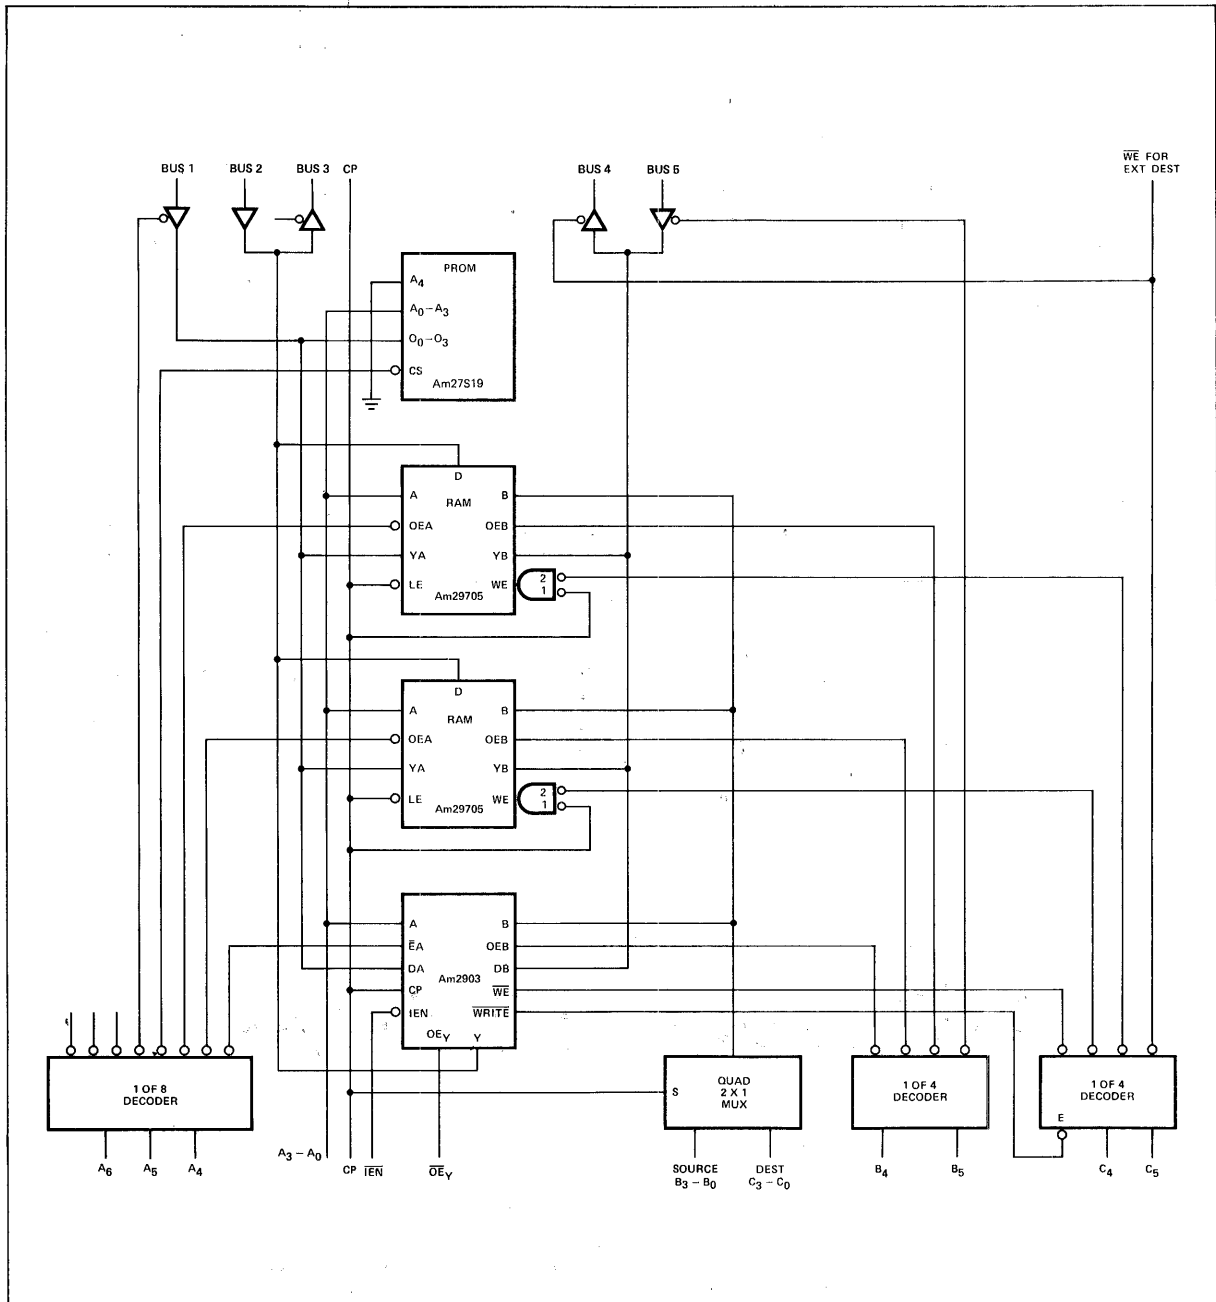 BUS 1 BUS 2 BUS 3 CP BUS 4 BUS 5 WE FOR
EXT DEST
PROM
A4
A0–A3
O0–O3
CS
Am27S19
D
A RAM B
OEA OEB
YA YB
LE Am29705 WE 2
1
D
A RAM B
OEA OEB
YA YB
LE Am29705 WE 2
1
A B
EA OEB
DA Am2903 DB
CP WE
IEN WRITE
OEY Y
1 OF 8
DECODER
S QUAD
2 X 1
MUX
1 OF 4
DECODER
1 OF 4
DECODER
E
A6 A5 A4
A3 – A0 CP IEN OEY
SOURCE
B3 – B0
DEST
C3 – C0
B4 B5
C4 C5